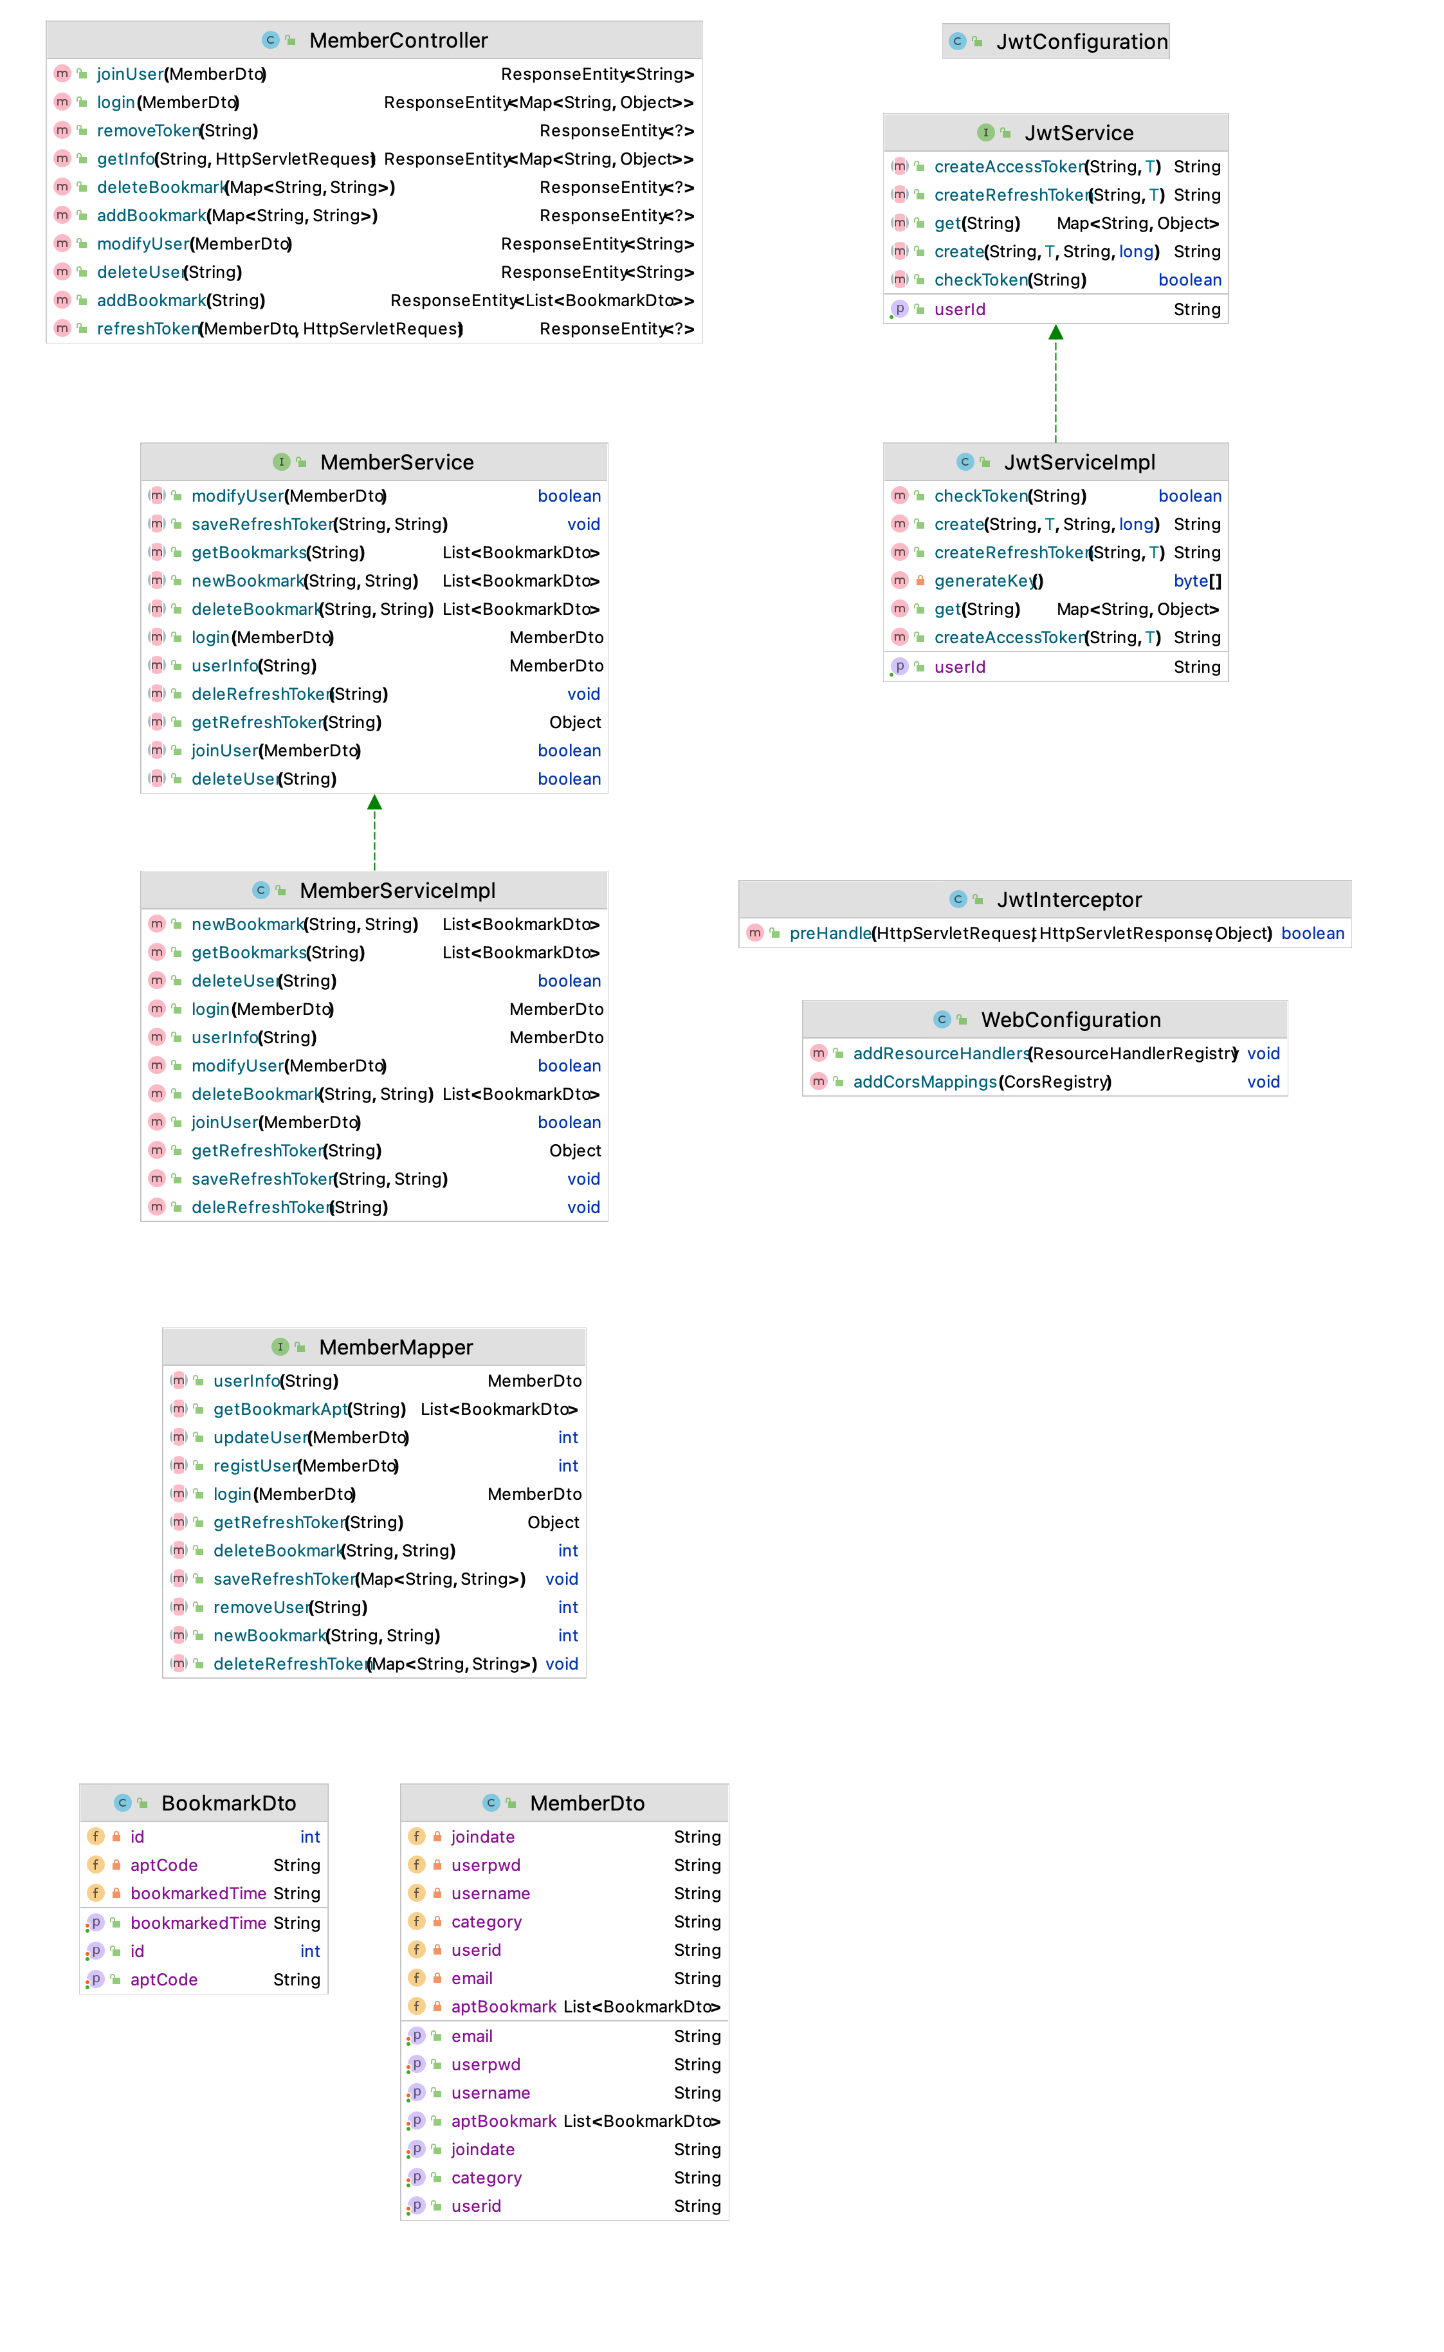 MemberController
joinUser(MemberDto) ResponseEntity<String>
login(MemberDto) ResponseEntity<Map<String, Object>>
removeToken(String) ResponseEntity<?>
getInfo(String, HttpServletRequest) ResponseEntity<Map<String, Object>>
deleteBookmark(Map<String, String>) ResponseEntity<?>
addBookmark(Map<String, String>) ResponseEntity<?>
modifyUser(MemberDto) ResponseEntity<String>
deleteUser(String) ResponseEntity<String>
addBookmark(String) ResponseEntity<List<BookmarkDto>>
refreshToken(MemberDto, HttpServletRequest) ResponseEntity<?>
JwtConfiguration
JwtService
createAccessToken(String, T) String
createRefreshToken(String, T) String
get(String) Map<String, Object>
create(String, T, String, long) String
checkToken(String) boolean
userId String
MemberService
modifyUser(MemberDto) boolean
saveRefreshToken(String, String) void
getBookmarks(String) List<BookmarkDto>
newBookmark(String, String) List<BookmarkDto>
deleteBookmark(String, String) List<BookmarkDto>
login(MemberDto) MemberDto
userInfo(String) MemberDto
deleRefreshToken(String) void
getRefreshToken(String) Object
joinUser(MemberDto) boolean
deleteUser(String) boolean
JwtServiceImpl
checkToken(String) boolean
create(String, T, String, long) String
createRefreshToken(String, T) String
generateKey() byte[]
get(String) Map<String, Object>
createAccessToken(String, T) String
userId String
MemberServiceImpl
newBookmark(String, String) List<BookmarkDto>
getBookmarks(String) List<BookmarkDto>
deleteUser(String) boolean
login(MemberDto) MemberDto
userInfo(String) MemberDto
modifyUser(MemberDto) boolean
deleteBookmark(String, String) List<BookmarkDto>
joinUser(MemberDto) boolean
getRefreshToken(String) Object
saveRefreshToken(String, String) void
deleRefreshToken(String) void
JwtInterceptor
preHandle(HttpServletRequest, HttpServletResponse, Object) boolean
WebConfiguration
addResourceHandlers(ResourceHandlerRegistry) void
addCorsMappings(CorsRegistry) void
MemberMapper
userInfo(String) MemberDto
getBookmarkApt(String) List<BookmarkDto>
updateUser(MemberDto) int
registUser(MemberDto) int
login(MemberDto) MemberDto
getRefreshToken(String) Object
deleteBookmark(String, String) int
saveRefreshToken(Map<String, String>) void
removeUser(String) int
newBookmark(String, String) int
deleteRefreshToken(Map<String, String>) void
BookmarkDto
id int
aptCode String
bookmarkedTime String
bookmarkedTime String
id int
aptCode String
MemberDto
joindate String
userpwd String
username String
category String
userid String
email String
aptBookmark List<BookmarkDto>
email String
userpwd String
username String
aptBookmark List<BookmarkDto>
joindate String
category String
userid String